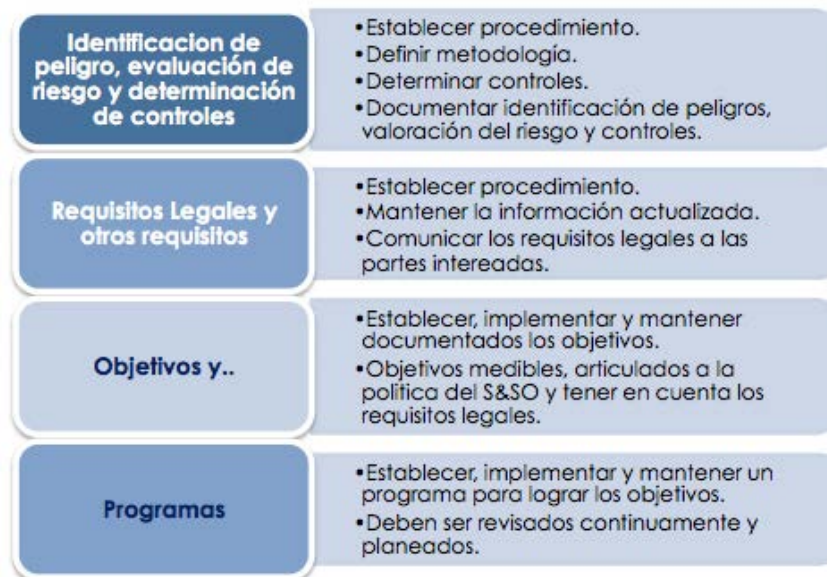 Identificacion de
peligro, evaluación de
riesgo y determinación
de controles
•Establecer procedimiento.
•Definir metodología.
•Determinar controles.
•Documentar identificación de peligros,
valoración del riesgo y controles.
Requisitos Legales y
otros requisitos
•Establecer procedimiento.
•Mantener la información actualizada.
•Comunicar los requisitos legales a las
partes intereadas.
Objetivos y..
•Establecer, implementar y mantener
documentados los objetivos.
•Objetivos medibles, articulados a la
politica del S&SO y tener en cuenta los
requisitos legales.
Programas
•Establecer, implementar y mantener un
programa para lograr los objetivos.
•Deben ser revisados continuamente y
planeados.